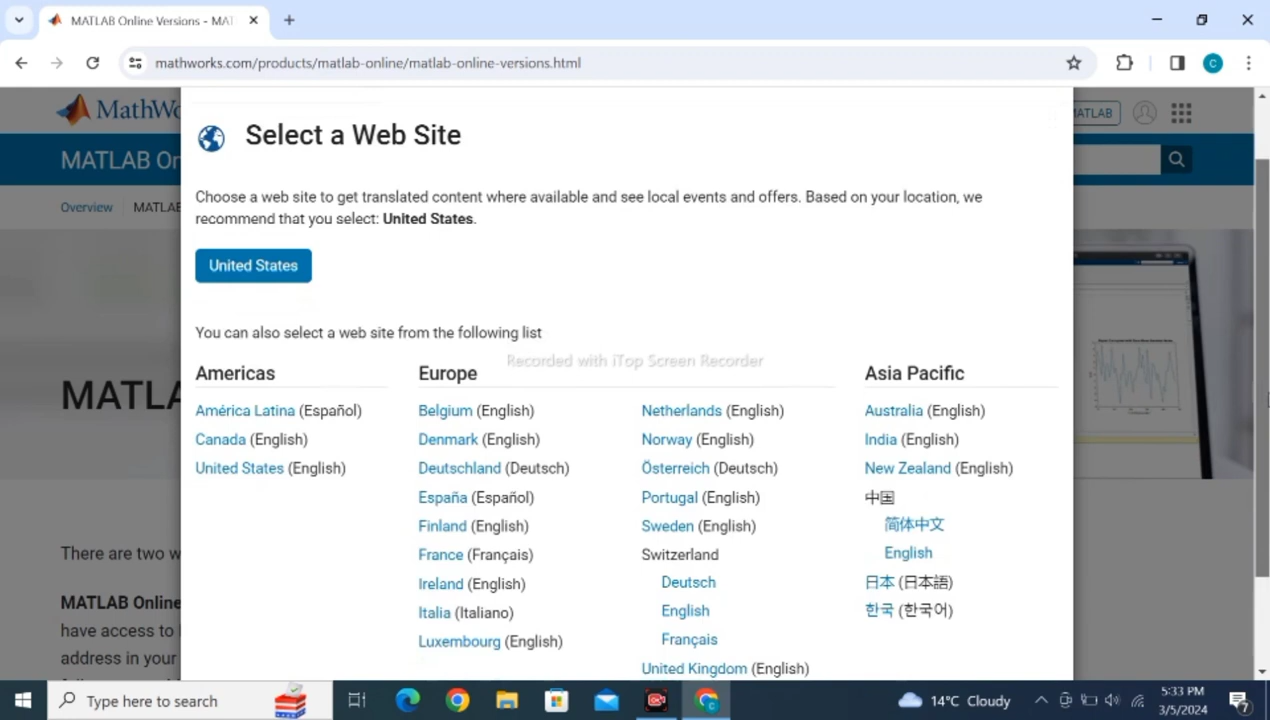 MATLAB Online Versions - MA
mathworks.com/products/matlab-online/matlab-online-versions.html
C
MathWo
MATLAB
MATLAB On
Overview
MATLAB
Select a Web Site
Choose a web site to get translated content where available and see local events and offers. Based on your location, we
recommend that you select: United States.
United States
You can also select a web site from the following list
Recorded with iTop Screen Recorder
Americas
América Latina (Español)
Canada (English)
United States (English)
Europe
Belgium (English)
Denmark (English)
Deutschland (Deutsch)
España (Español)
Finland (English)
France (Français)
Ireland (English)
Italia (Italiano)
Luxembourg (English)
Netherlands (English)
Norway (English)
Österreich (Deutsch)
Portugal (English)
Sweden (English)
Switzerland
Deutsch
English
Français
United Kingdom (English)
Asia Pacific
Australia (English)
India (English)
New Zealand (English)
中国
简体中文
English
日本 (日本語)
한국 (한국어)
MATLA
There are two w
MATLAB Online
have access to
address in your
Type here to search
14°C Cloudy
5:33 PM
3/5/2024
7